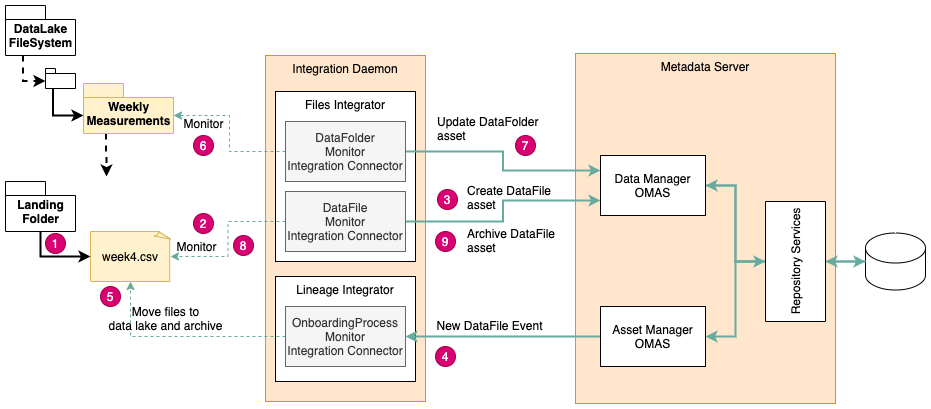 DataLake
FileSystem
Weekly
Measurements
Landing
Folder
1
week4.csv
5
Move files to
data lake and archive
Monitor
6
2
Monitor
8
Integration Daemon
Files Integrator
DataFolder
Monitor
Integration Connector
DataFile
Monitor
Integration Connector
Lineage Integrator
OnboardingProcess
Monitor
Integration Connector
Update DataFolder
asset
7
3
Create DataFile
asset
9
Archive DataFile
asset
New DataFile Event
4
Metadata Server
Data Manager
OMAS
Asset Manager
OMAS
Repository Services